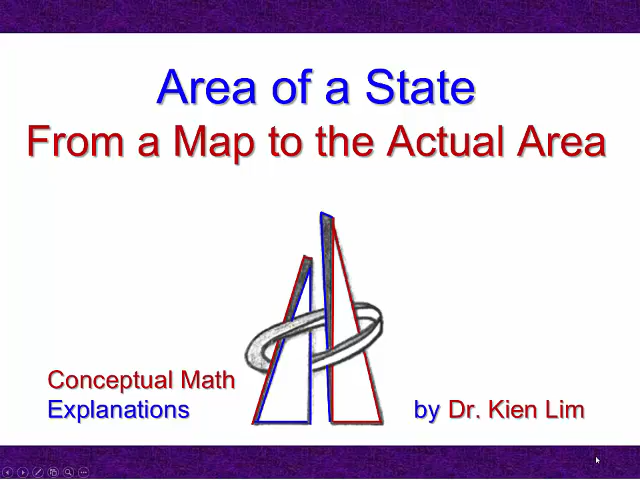 Area of a State
From a Map to the Actual Area
Conceptual Math
Explanations
by Dr. Kien Lim